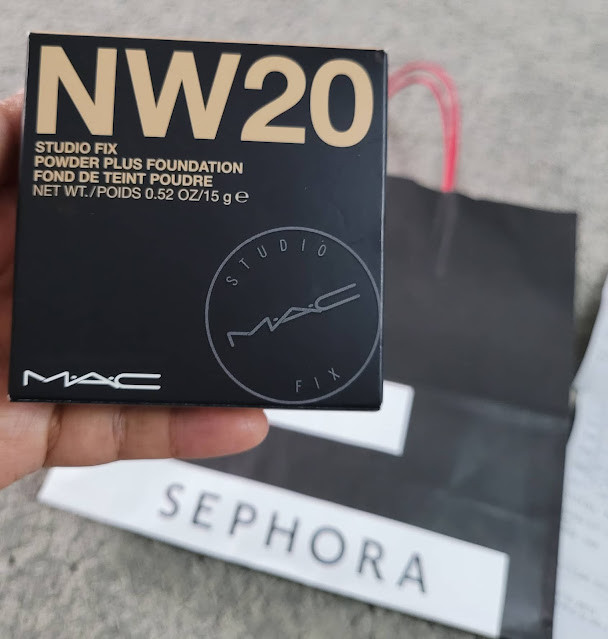 NW20
STUDIO FIX
POWDER PLUS FOUNDATION
FOND DE TEINT POUDRE
NET WT./POIDS 0.52 OZ/15 g ℮
STUDIO
M·A·C
FIX
M·A·C
SEPHORA